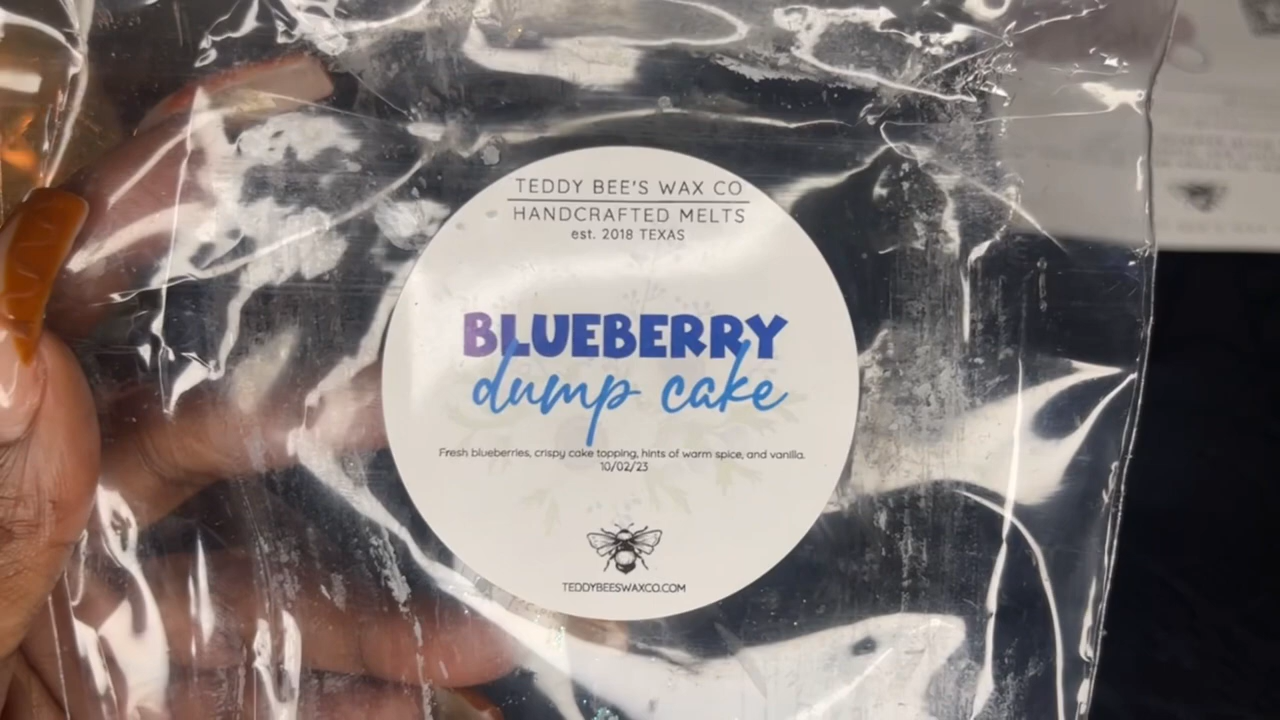 TEDDY BEE'S WAX CO
HANDCRAFTED MELTS
est. 2018 TEXAS
BLUEBERRY
dump cake
Fresh blueberries, crispy cake topping, hints of warm spice, and vanilla.
10/02/23
TEDDYBEESWAXCO.COM